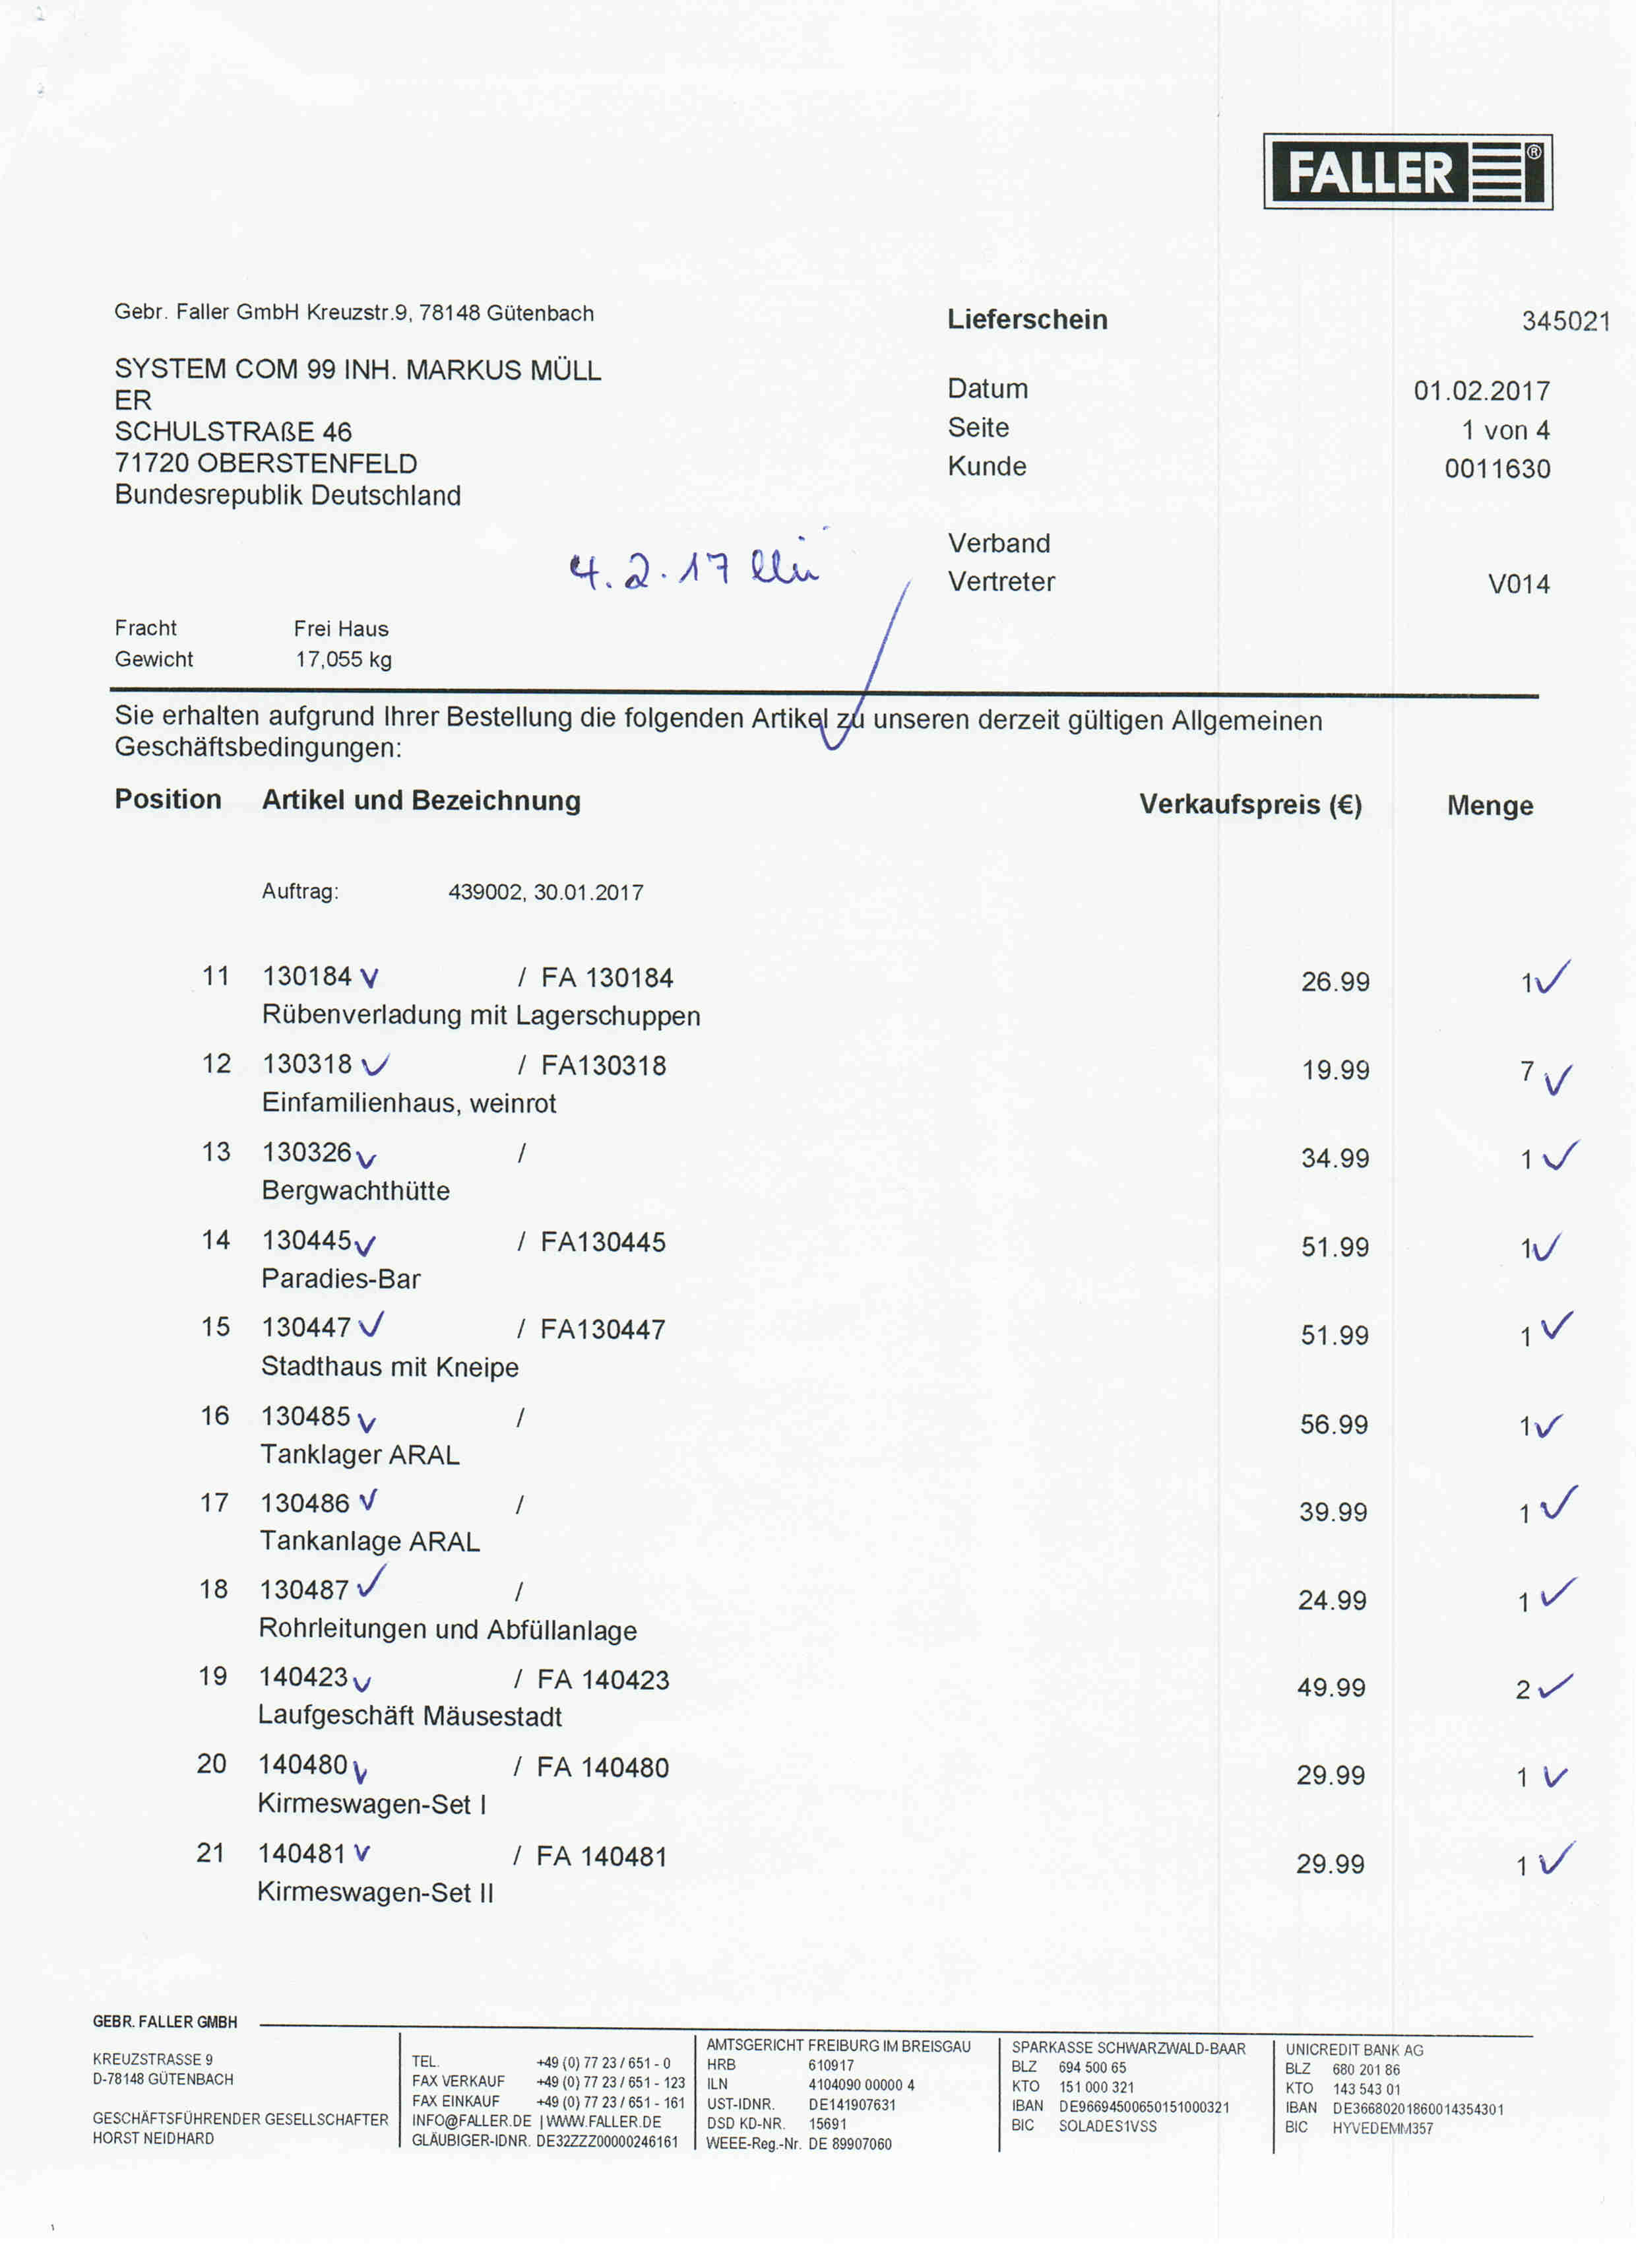 FALLER ®
Gebr. Faller GmbH Kreuzstr.9, 78148 Gütenbach
Lieferschein 345021
SYSTEM COM 99 INH. MARKUS MÜLL
ER
SCHULSTRAßE 46
71720 OBERSTENFELD
Bundesrepublik Deutschland
Datum 01.02.2017
Seite 1 von 4
Kunde 0011630
Verband
Vertreter V014
4.2.17
Fracht Frei Haus
Gewicht 17,055 kg
Sie erhalten aufgrund Ihrer Bestellung die folgenden Artikel zu unseren derzeit gültigen Allgemeinen
Geschäftsbedingungen:
Position Artikel und Bezeichnung Verkaufspreis (€) Menge
Auftrag: 439002, 30.01.2017
11 130184 / FA 130184 26.99 1
Rübenverladung mit Lagerschuppen
12 130318 / FA130318 19.99 7
Einfamilienhaus, weinrot
13 130326 / 34.99 1
Bergwachthütte
14 130445 / FA130445 51.99 1
Paradies-Bar
15 130447 / FA130447 51.99 1
Stadthaus mit Kneipe
16 130485 / 56.99 1
Tanklager ARAL
17 130486 / 39.99 1
Tankanlage ARAL
18 130487 / 24.99 1
Rohrleitungen und Abfüllanlage
19 140423 / FA 140423 49.99 2
Laufgeschäft Mäusestadt
20 140480 / FA 140480 29.99 1
Kirmeswagen-Set I
21 140481 / FA 140481 29.99 1
Kirmeswagen-Set II
GEBR. FALLER GMBH
KREUZSTRASSE 9
D-78148 GÜTENBACH
GESCHÄFTSFÜHRENDER GESELLSCHAFTER
HORST NEIDHARD
TEL. +49 (0) 77 23 / 651 - 0
FAX VERKAUF +49 (0) 77 23 / 651 - 123
FAX EINKAUF +49 (0) 77 23 / 651 - 161
INFO@FALLER.DE | WWW.FALLER.DE
GLÄUBIGER-IDNR. DE32ZZZ00000246161
AMTSGERICHT FREIBURG IM BREISGAU
HRB 610917
ILN 4104090 00000 4
UST-IDNR. DE141907631
DSD KD-NR. 15691
WEEE-Reg.-Nr. DE 89907060
SPARKASSE SCHWARZWALD-BAAR
BLZ 694 500 65
KTO 151 000 321
IBAN DE96694500650151000321
BIC SOLADES1VSS
UNICREDIT BANK AG
BLZ 680 201 86
KTO 143 543 01
IBAN DE36680201860014354301
BIC HYVEDEMM357